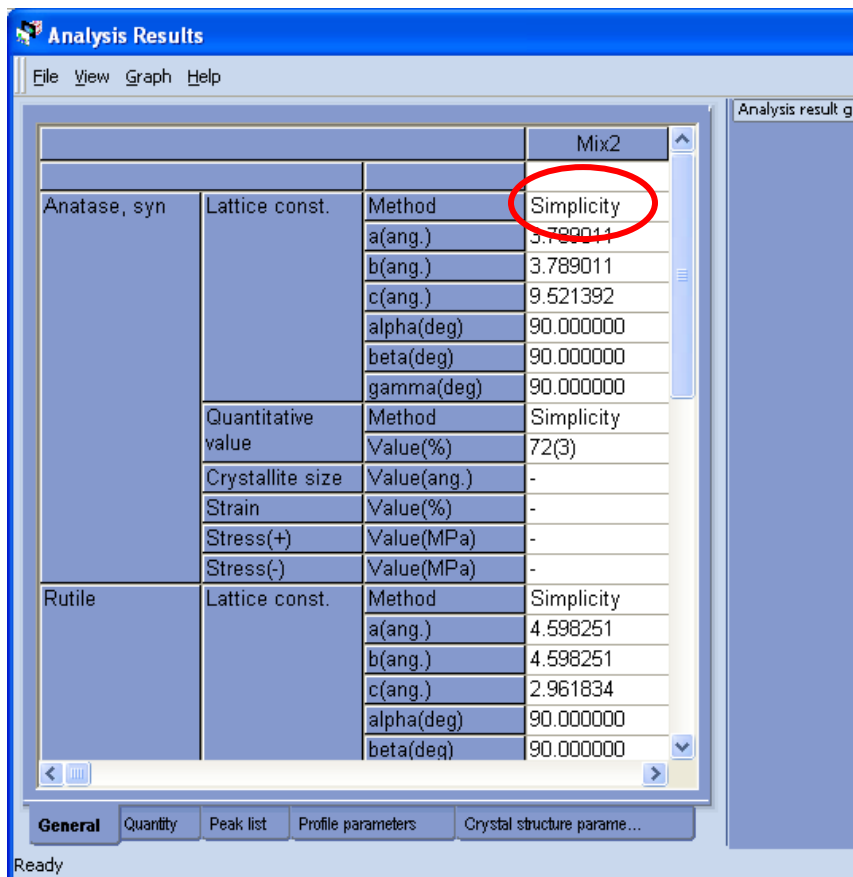 Analysis Results
File View Graph Help
Analysis result g
Mix2
Anatase, syn Lattice const. Method Simplicity
a(ang.) 3.789011
b(ang.) 3.789011
c(ang.) 9.521392
alpha(deg) 90.000000
beta(deg) 90.000000
gamma(deg) 90.000000
Quantitative value Method Simplicity
Value(%) 72(3)
Crystallite size Value(ang.) -
Strain Value(%) -
Stress(+) Value(MPa) -
Stress(-) Value(MPa) -
Rutile Lattice const. Method Simplicity
a(ang.) 4.598251
b(ang.) 4.598251
c(ang.) 2.961834
alpha(deg) 90.000000
beta(deg) 90.000000
General Quantity Peak list Profile parameters Crystal structure parame...
Ready